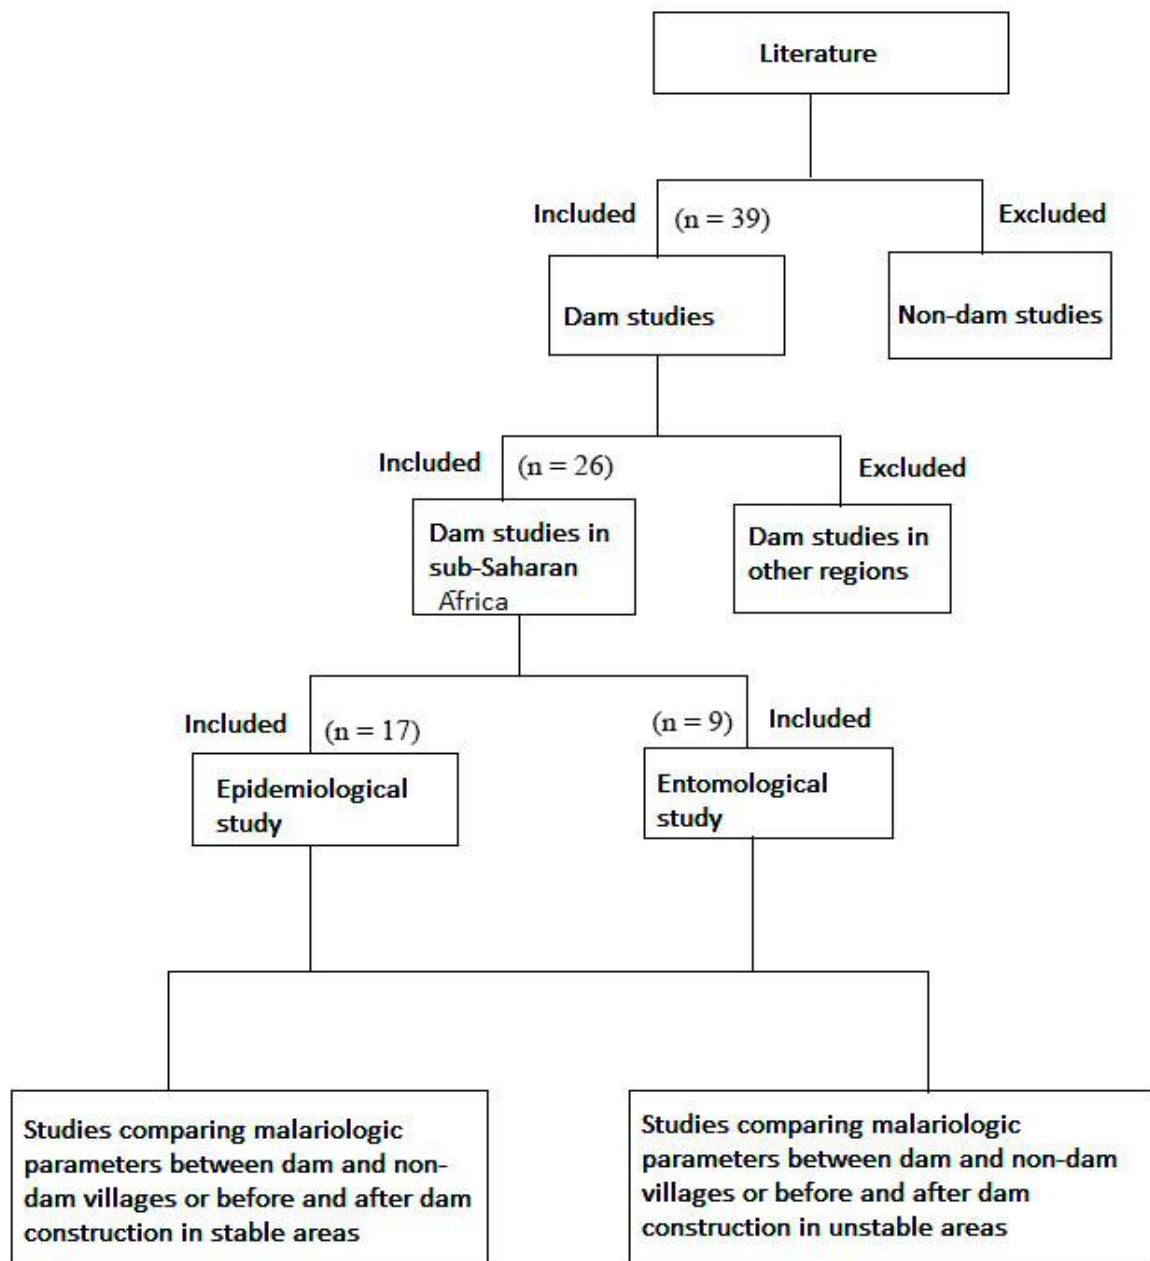 Literature
Included
(n = 39)
Excluded
Dam studies
Non-dam studies
Included
(n = 26)
Excluded
Dam studies in
sub-Saharan
Africa
Dam studies in
other regions
Included
(n = 17)
(n = 9)
Included
Epidemiological
study
Entomological
study
Studies comparing malariologic
parameters between dam and non-
dam villages or before and after dam
construction in stable areas
Studies comparing malariologic
parameters between dam and non-dam
villages or before and after dam
construction in unstable areas